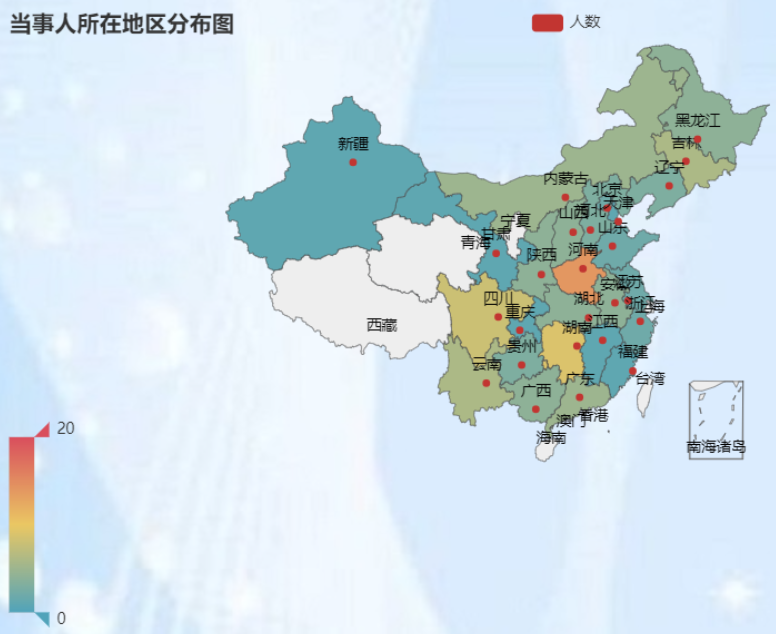 当事人所在地区分布图
人数
黑龙江
吉林
新疆
辽宁
内蒙古
北京
天津
山西
河北
宁夏
山东
甘肃
青海
河南
陕西
江苏
安徽
四川
湖北
浙江
上海
重庆
西藏
江西
湖南
贵州
福建
云南
广东
台湾
广西
香港
澳门
海南
南海诸岛
20
0